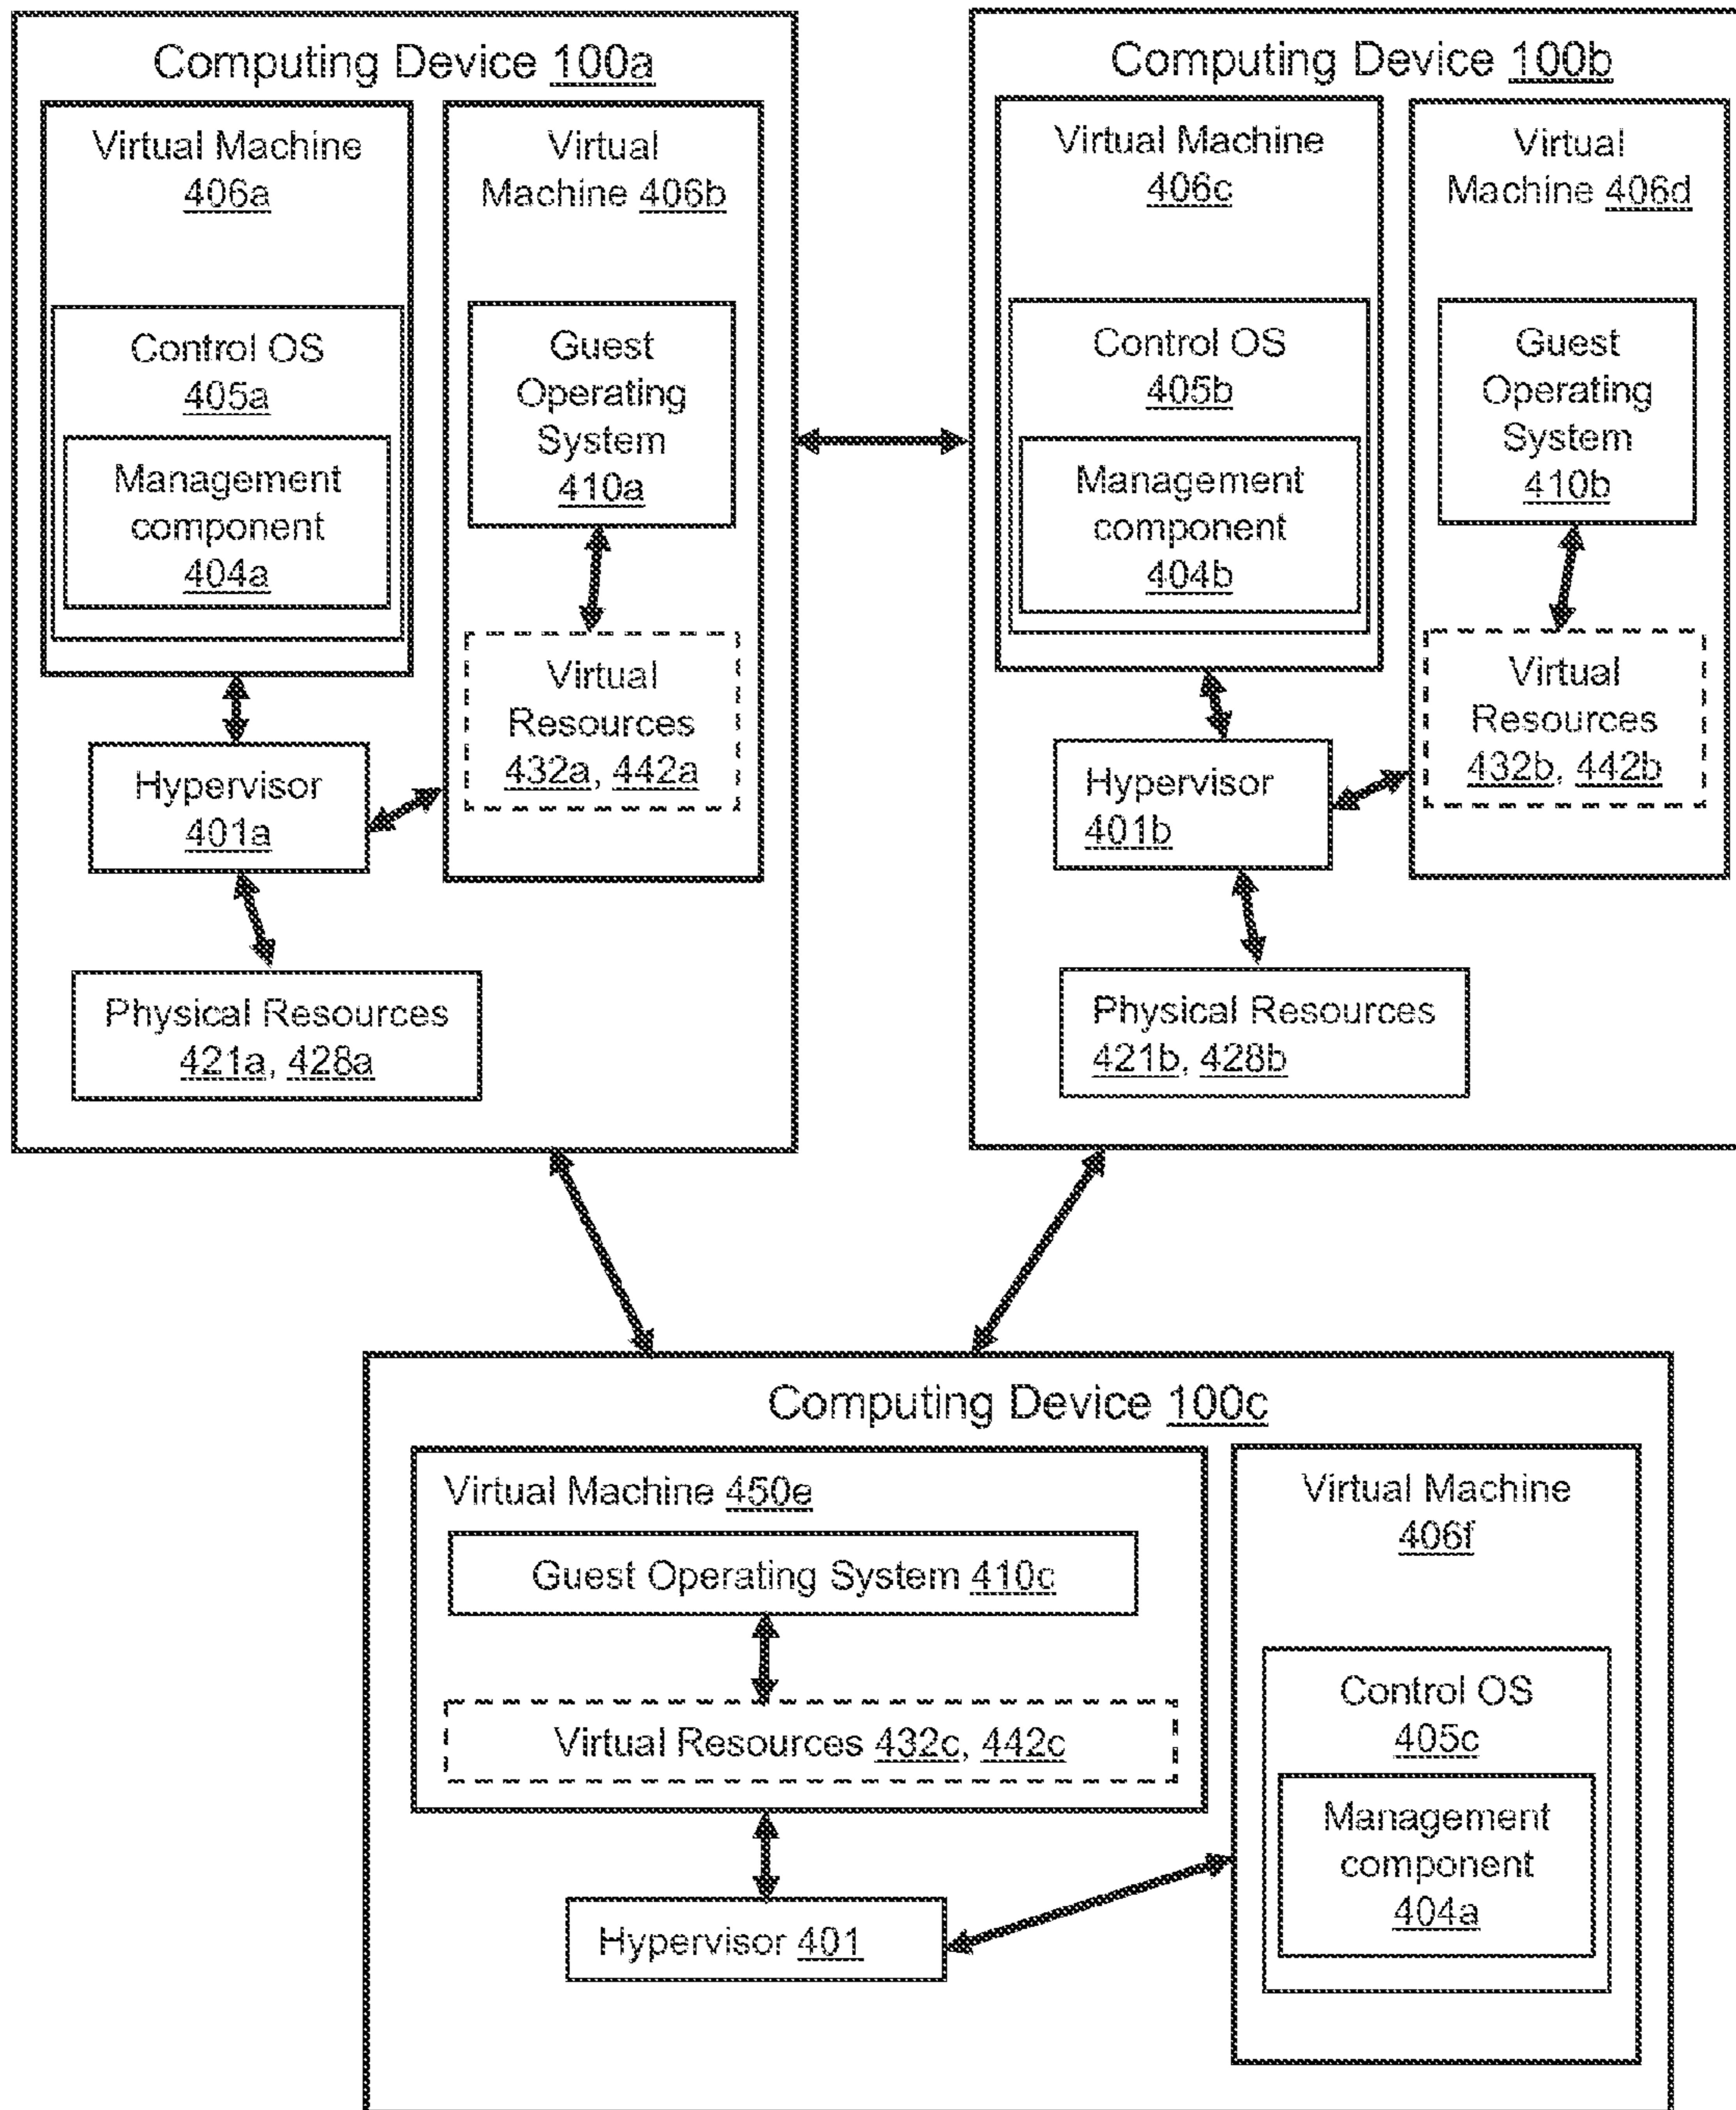 Computing Device 100a
Virtual Machine
406a
Control OS
405a
Management
component
404a
Virtual
Machine 406b
Guest
Operating
System
410a
Virtual
Resources
432a, 442a
Hypervisor
401a
Physical Resources
421a, 428a
Computing Device 100b
Virtual Machine
406c
Control OS
405b
Management
component
404b
Virtual
Machine 406d
Guest
Operating
System
410b
Virtual
Resources
432b, 442b
Hypervisor
401b
Physical Resources
421b, 428b
Computing Device 100c
Virtual Machine 450e
Guest Operating System 410c
Virtual Resources 432c, 442c
Hypervisor 401
Virtual Machine
406f
Control OS
405c
Management
component
404a